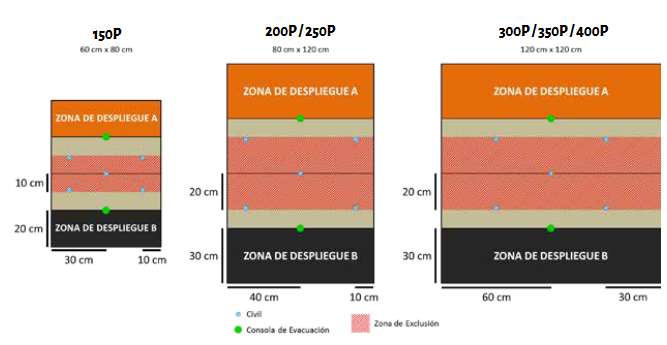 150P
200P/250P
300P/350P/400P
60 cm x 80 cm
80 cm x 120 cm
120 cm x 120 cm
ZONA DE DESPLIEGUE A
ZONA DE DESPLIEGUE A
ZONA DE DESPLIEGUE A
10 cm
20 cm
20 cm
20 cm
30 cm
30 cm
ZONA DE DESPLIEGUE B
ZONA DE DESPLIEGUE B
ZONA DE DESPLIEGUE B
30 cm
10 cm
40 cm
10 cm
60 cm
30 cm
Civil
Consola de Evacuación
Zona de Exclusión